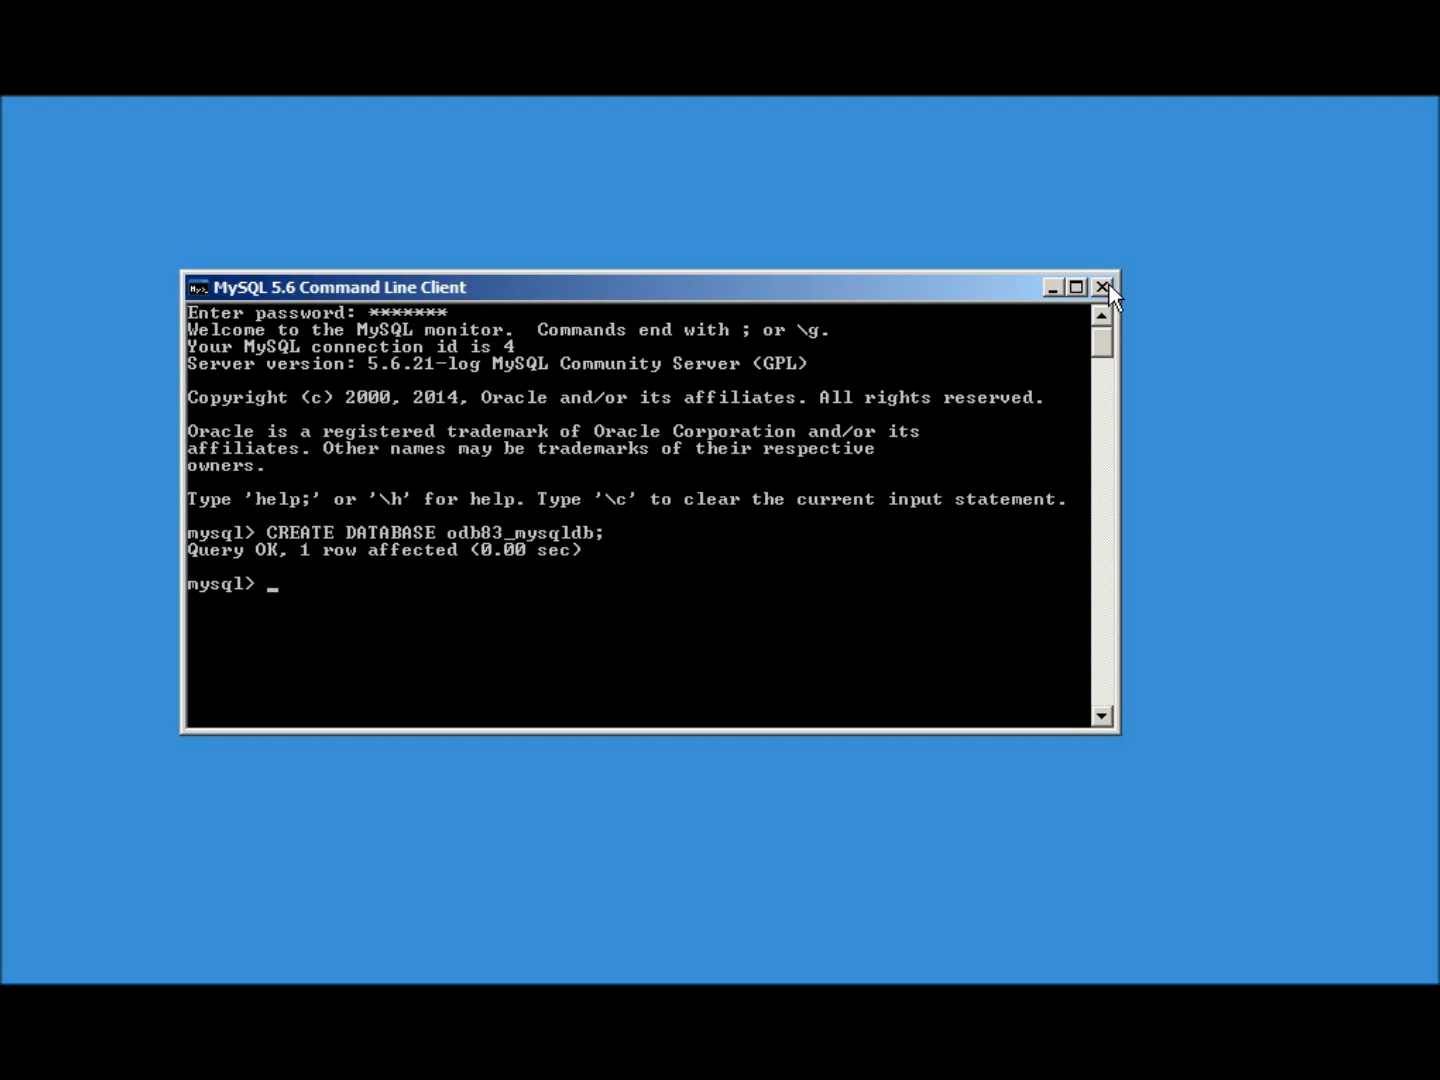 MySQL 5.6 Command Line Client
Enter password: *******
Welcome to the MySQL monitor.  Commands end with ; or \g.
Your MySQL connection id is 4
Server version: 5.6.21-log MySQL Community Server (GPL)
Copyright (c) 2000, 2014, Oracle and/or its affiliates. All rights reserved.
Oracle is a registered trademark of Oracle Corporation and/or its
affiliates. Other names may be trademarks of their respective
owners.
Type 'help;' or '\h' for help. Type '\c' to clear the current input statement.
mysql> CREATE DATABASE odb83_mysqldb;
Query OK, 1 row affected (0.00 sec)
mysql> _